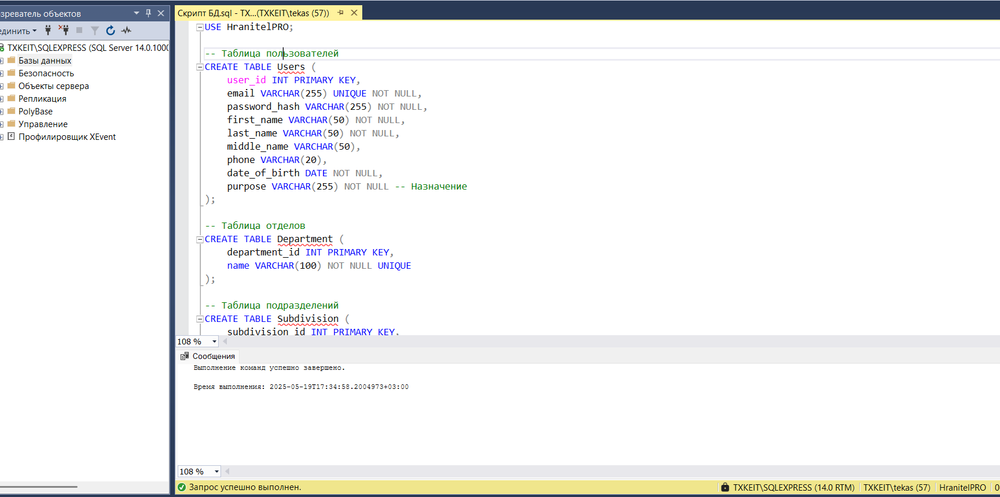 зреватель объектов
единить
TXKEIT\SQLEXPRESS (SQL Server 14.0.1000
Базы данных
Безопасность
Объекты сервера
Репликация
PolyBase
Управление
Профилировщик XEvent
Скрипт БД.sql - TX...(TXKEIT\tekas (57))
USE HranitelPRO;
-- Таблица пользователей
CREATE TABLE Users (
user_id INT PRIMARY KEY,
email VARCHAR(255) UNIQUE NOT NULL,
password_hash VARCHAR(255) NOT NULL,
first_name VARCHAR(50) NOT NULL,
last_name VARCHAR(50) NOT NULL,
middle_name VARCHAR(50),
phone VARCHAR(20),
date_of_birth DATE NOT NULL,
purpose VARCHAR(255) NOT NULL -- Назначение
);
-- Таблица отделов
CREATE TABLE Department (
department_id INT PRIMARY KEY,
name VARCHAR(100) NOT NULL UNIQUE
);
-- Таблица подразделений
CREATE TABLE Subdivision (
subdivision_id INT PRIMARY KEY,
108 %
Сообщения
Выполнение команд успешно завершено.
Время выполнения: 2025-05-19T17:34:58.2004973+03:00
108 %
Запрос успешно выполнен.
TXKEIT\SQLEXPRESS (14.0 RTM)
TXKEIT\tekas (57)
HranitelPRO
0